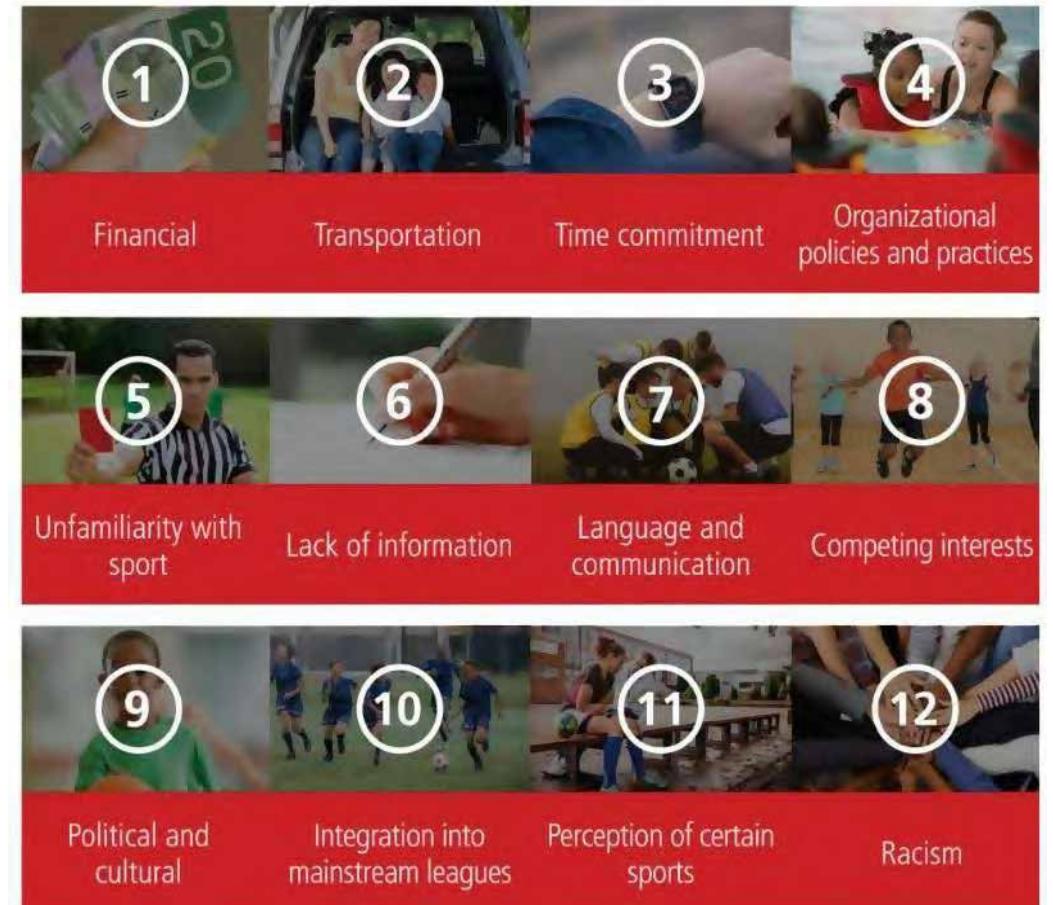 20
1
2
3
4
Financial
Transportation
Time commitment
Organizational
policies and practices
5
6
7
8
Unfamiliarity with
sport
Lack of information
Language and
communication
Competing interests
9
10
11
12
Political and
cultural
Integration into
mainstream leagues
Perception of certain
sports
Racism